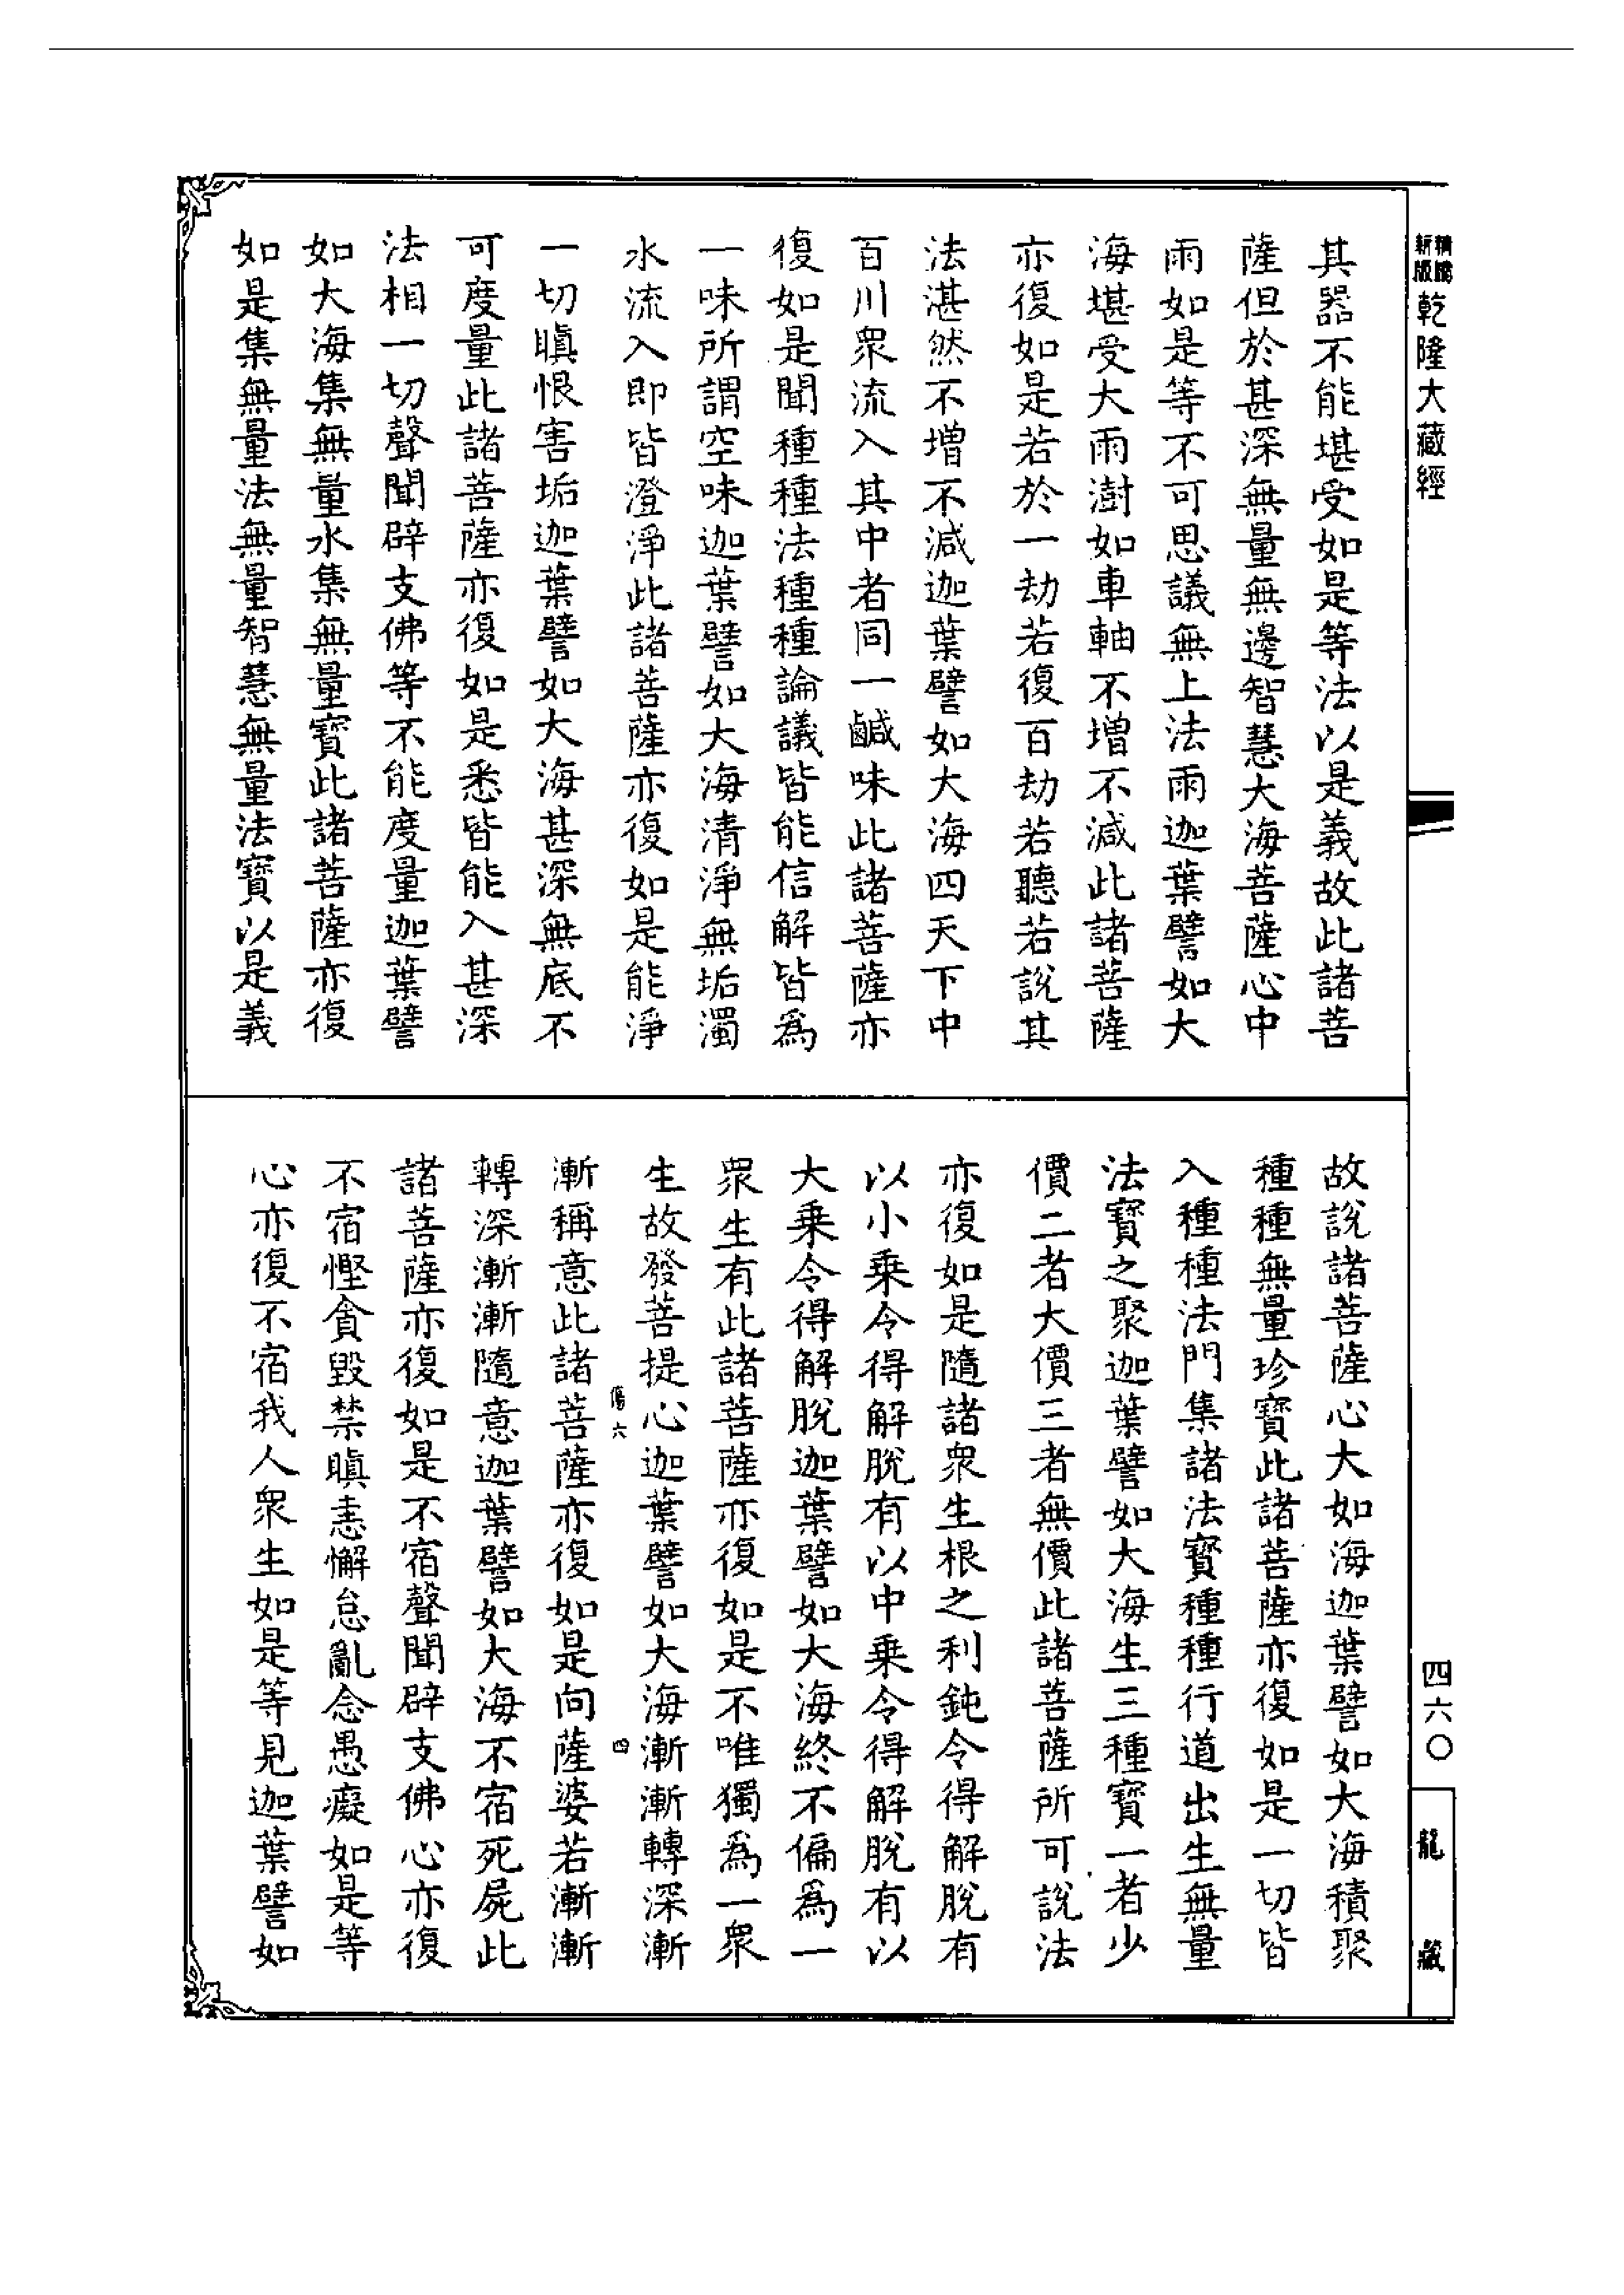 精騰新版乾隆大藏經
其器不能堪受如是等法以是義故此諸菩
薩但於甚深無量無邊智慧大海菩薩心中
雨如是等不可思議無上法雨迦葉譬如大
海堪受大雨澍如車軸不增不減此諸菩薩
亦復如是若於一劫若復百劫若聽若說其
法湛然不增不減迦葉譬如大海四天下中
百川眾流入其中者同一鹹味此諸菩薩亦
復如是聞種種法種種論議皆能信解皆為
一味所謂空味迦葉譬如大海清淨無垢濁
水流入即皆澄淨此諸菩薩亦復如是能淨
一切瞋恨害垢迦葉譬如大海甚深無底不
可度量此諸菩薩亦復如是悉皆能入甚深
法相一切聲聞辟支佛等不能度量迦葉譬
如大海集無量水集無量寶此諸菩薩亦復
如是集無量法無量智慧無量法寶以是義
故說諸菩薩心大如海迦葉譬如大海積聚
種種無量珍寶此諸菩薩亦復如是一切皆
入種種法門集諸法寶種種行道出生無量
法寶之聚迦葉譬如大海生三種寶一者少
價二者大價三者無價此諸菩薩所可說法
亦復如是隨諸眾生根之利鈍令得解脫有
以小乘令得解脫有以中乘令得解脫有以
大乘令得解脫迦葉譬如大海終不偏為一
眾生有此諸菩薩亦復如是不唯獨為一眾
生故發菩提心迦葉譬如大海漸漸轉深漸
傷六 四
漸稱意此諸菩薩亦復如是向薩婆若漸漸
轉深漸漸隨意迦葉譬如大海不宿死屍此
諸菩薩亦復如是不宿聲聞辟支佛心亦復
不宿慳貪毀禁瞋恚懈怠亂念愚癡如是等
心亦復不宿我人眾生如是等見迦葉譬如
四六〇
龍藏